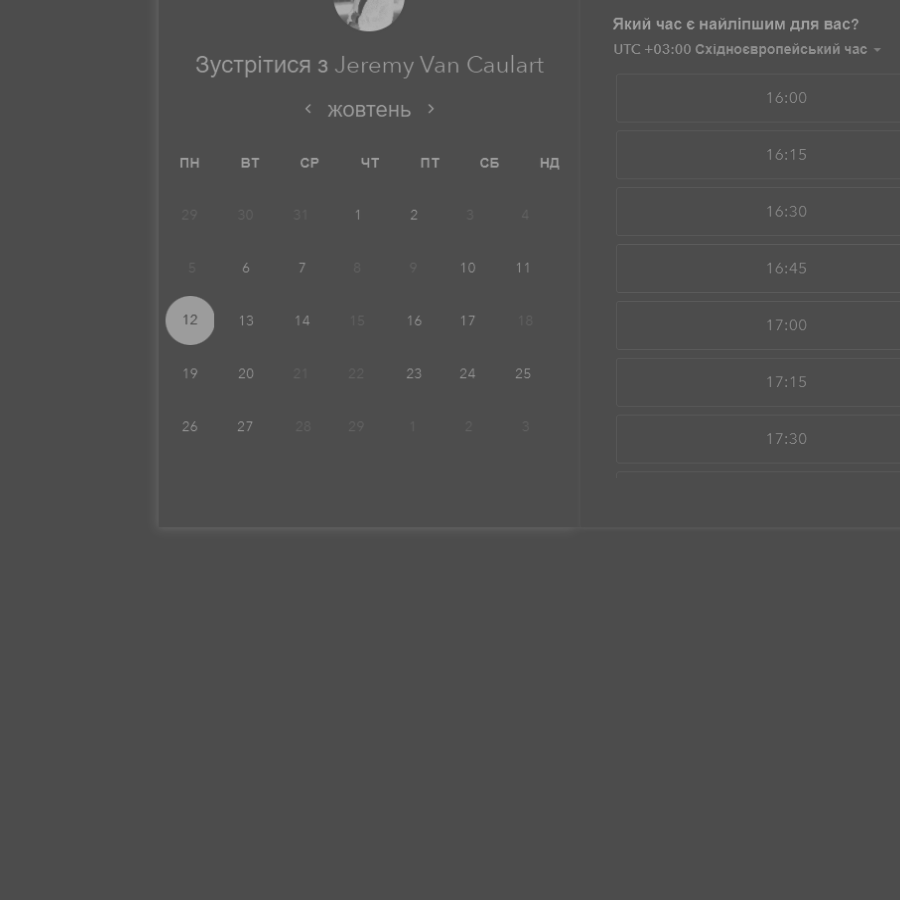 Зустрітися з Jeremy Van Caulart
‹ жовтень ›
ПН ВТ СР ЧТ ПТ СБ НД
29 30 31 1 2 3 4
5 6 7 8 9 10 11
12 13 14 15 16 17 18
19 20 21 22 23 24 25
26 27 28 29 1 2 3
Який час є найліпшим для вас?
UTC +03:00 Східноєвропейський час
16:00
16:15
16:30
16:45
17:00
17:15
17:30